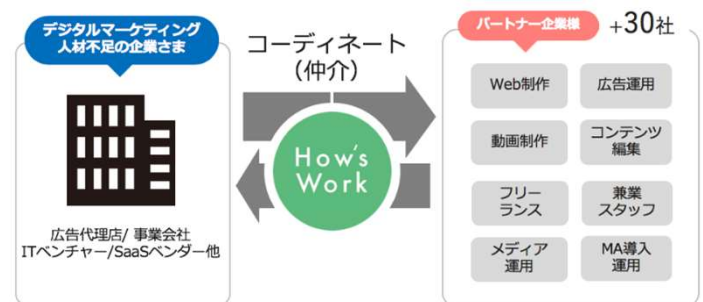 デジタルマーケティング
人材不足の企業さま
広告代理店/ 事業会社
ITベンチャー/SaaSベンダー他
コーディネート
（仲介）
How's
Work
パートナー企業様
+30社
Web制作
広告運用
動画制作
コンテンツ
編集
フリー
ランス
兼業
スタッフ
メディア
運用
MA導入
運用